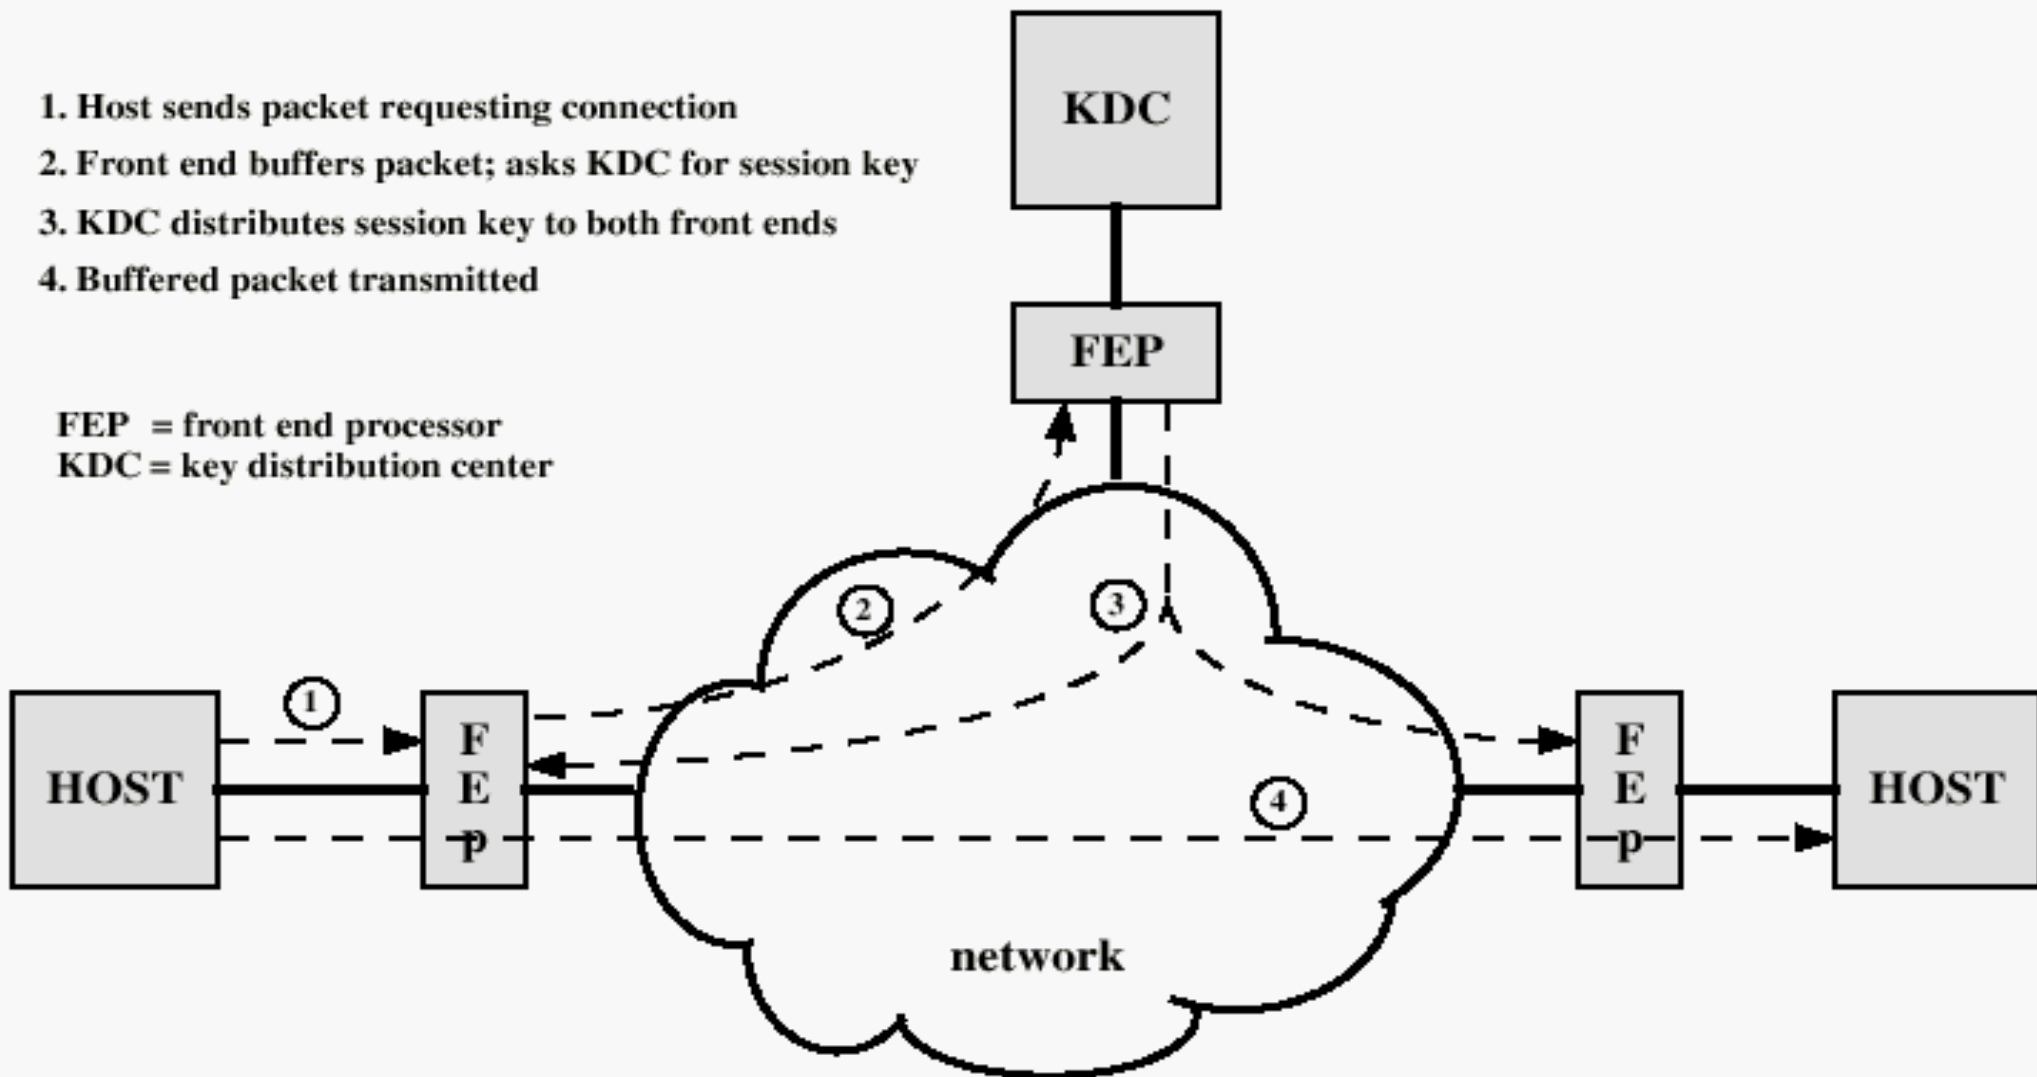 1. Host sends packet requesting connection
2. Front end buffers packet; asks KDC for session key
3. KDC distributes session key to both front ends
4. Buffered packet transmitted
FEP = front end processor
KDC = key distribution center
KDC
FEP
2
3
1
HOST
F
E
p
4
F
E
p
HOST
network